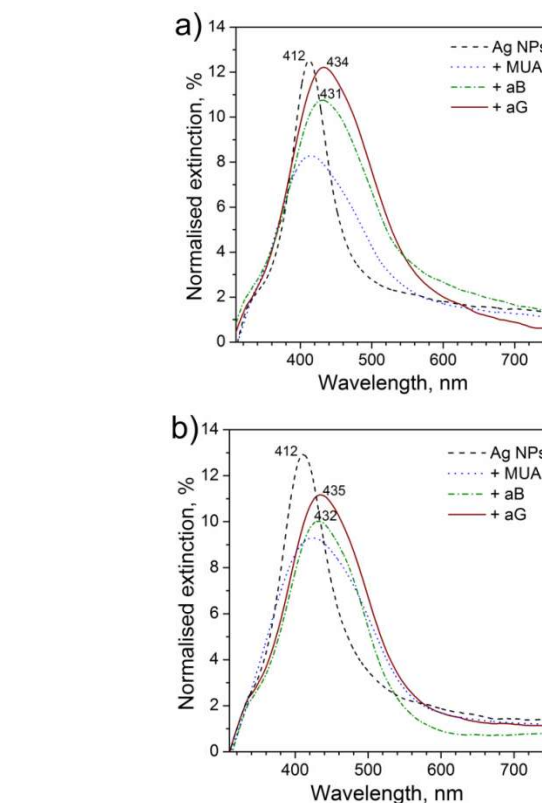 a)
14
12
10
8
6
4
2
0
Normalised extinction, %
412
434
431
Ag NPs
+ MUA
+ aB
+ aG
400
500
600
700
Wavelength, nm
b)
14
12
10
8
6
4
2
0
Normalised extinction, %
412
435
432
Ag NPs
+ MUA
+ aB
+ aG
400
500
600
700
Wavelength, nm